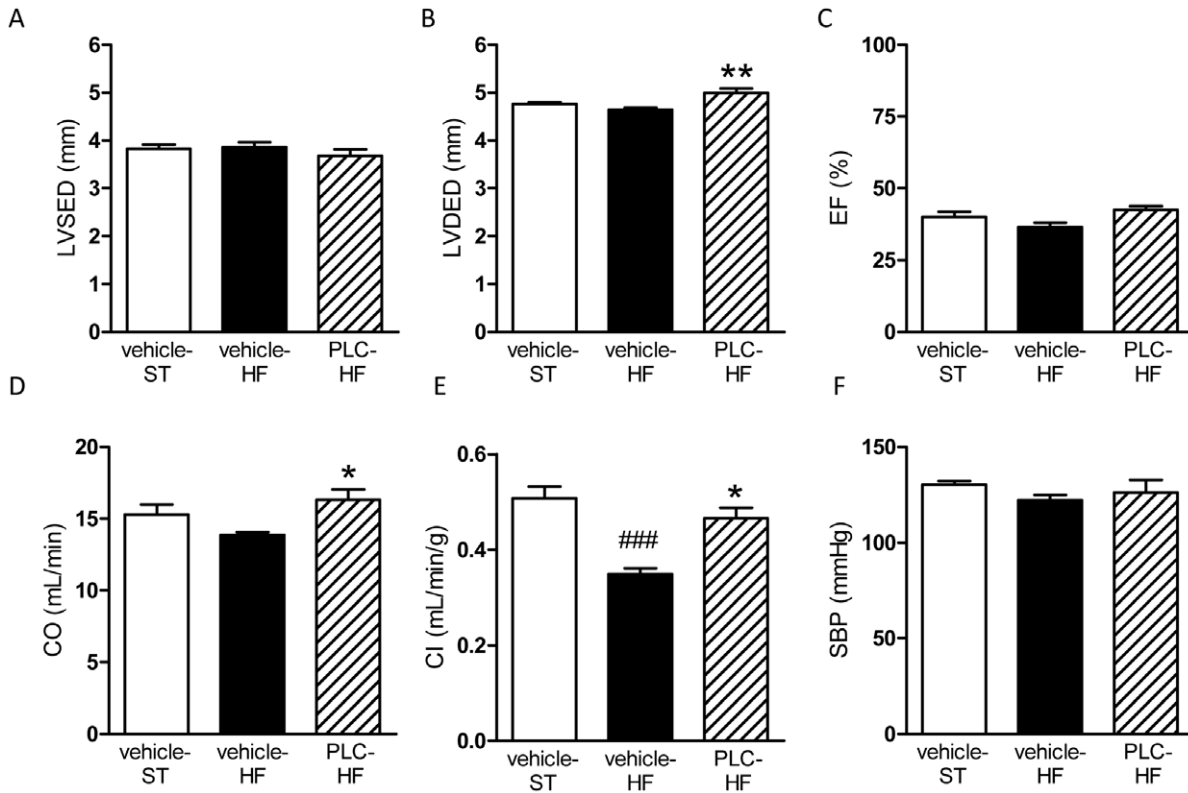 A
6
5
4
3
2
1
0
LVSED (mm)
vehicle-
ST
vehicle-
HF
PLC-
HF
B
6
5
4
3
2
1
0
LVDED (mm)
**
vehicle-
ST
vehicle-
HF
PLC-
HF
C
100
75
50
25
0
EF (%)
vehicle-
ST
vehicle-
HF
PLC-
HF
D
20
15
10
15
0
CO (mL/min)
*
vehicle-
ST
vehicle-
HF
PLC-
HF
E
0.6
0.4
0.2
0.0
CI (mL/min/g)
###
*
vehicle-
ST
vehicle-
HF
PLC-
HF
F
150
100
50
0
SBP (mmHg)
vehicle-
ST
vehicle-
HF
PLC-
HF